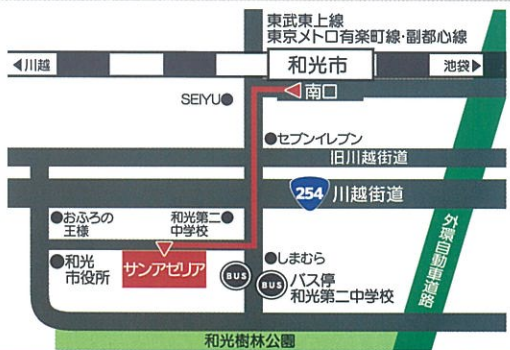 東武東上線
東京メトロ有楽町線・副都心線
◀川越
和光市
池袋▶
南口
SEIYU●
●セブンイレブン
旧川越街道
254 川越街道
●おふろの
王様
和光第二●
中学校
外環自動車道路
●和光
市役所
サンアゼリア
BUS
●しまむら
BUS バス停
和光第二中学校
和光樹林公園